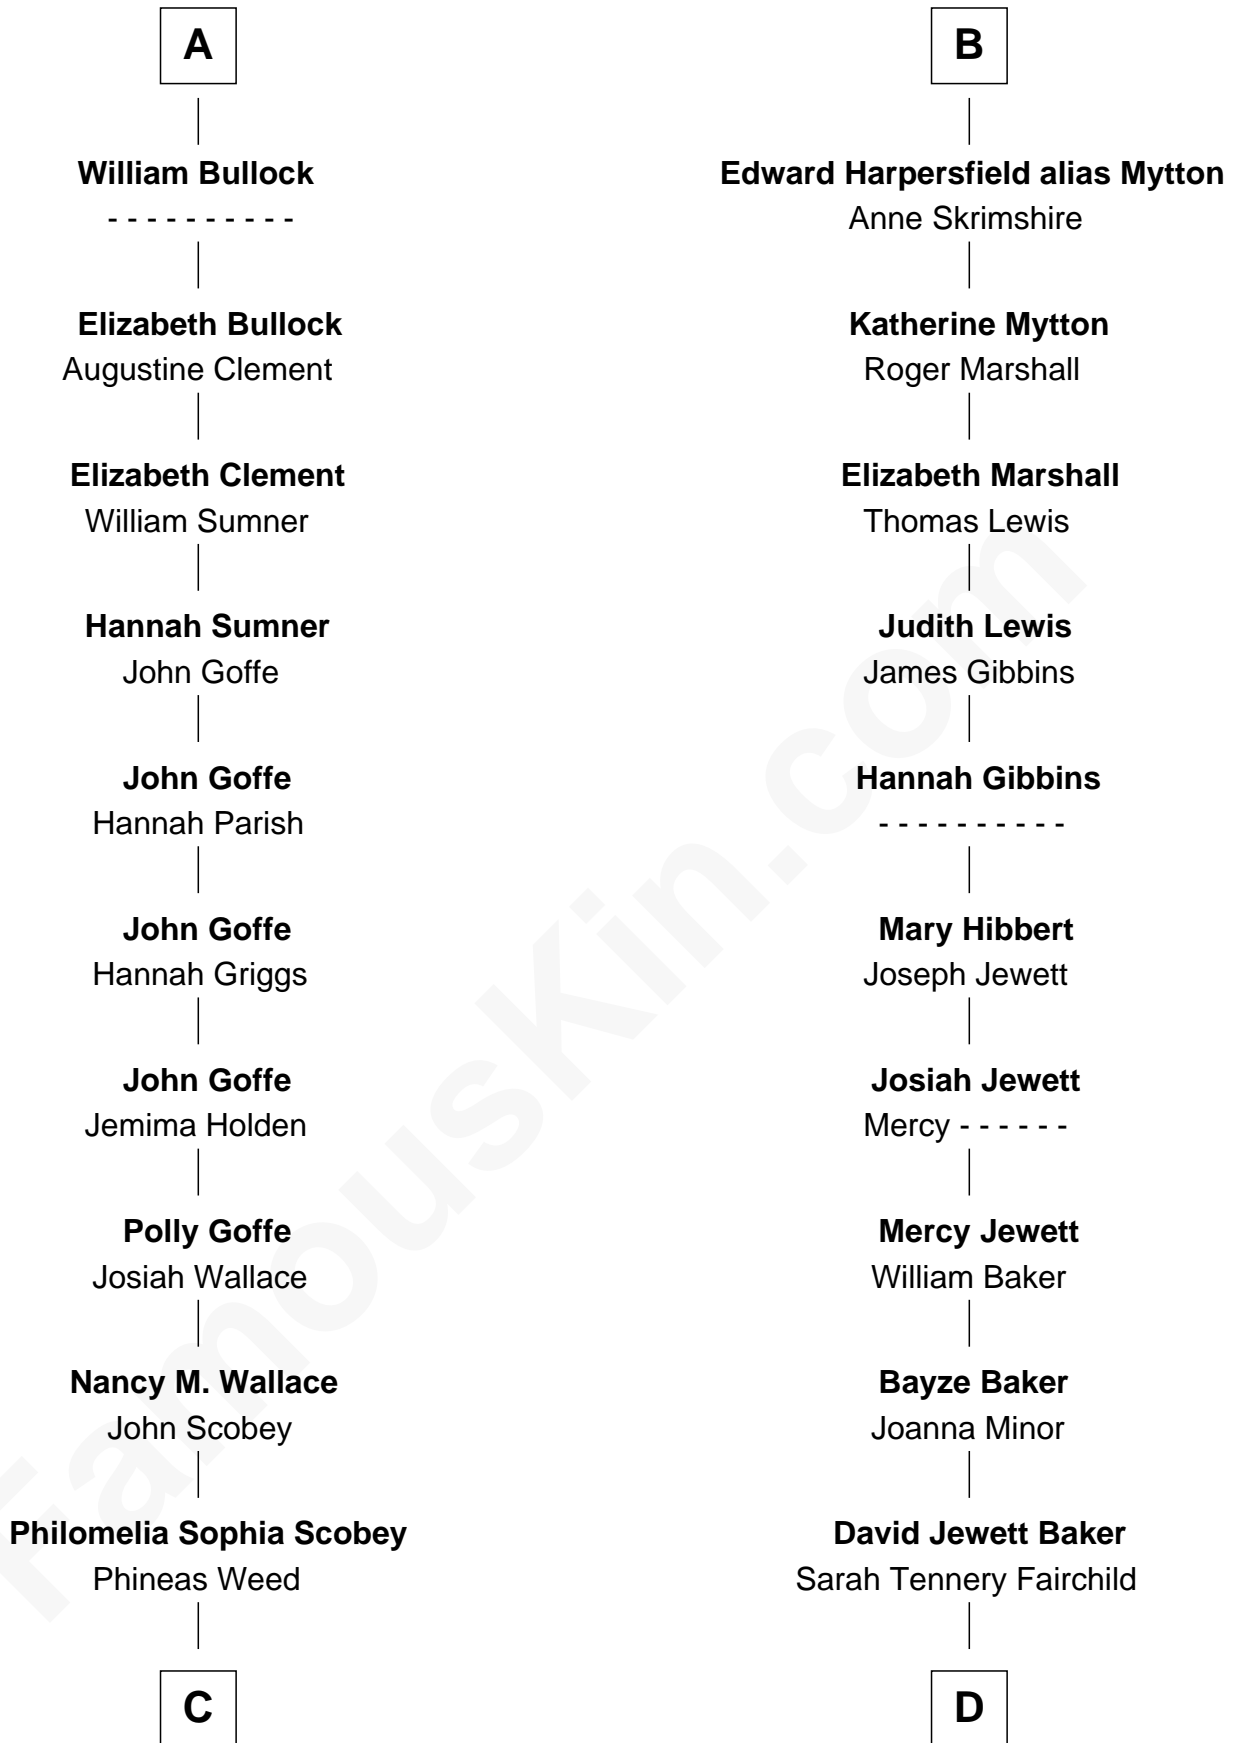 A
William Bullock
- - - - - - - - - -
Elizabeth Bullock
Augustine Clement
Elizabeth Clement
William Sumner
Hannah Sumner
John Goffe
John Goffe
Hannah Parish
John Goffe
Hannah Griggs
John Goffe
Jemima Holden
Polly Goffe
Josiah Wallace
Nancy M. Wallace
John Scobey
Philomelia Sophia Scobey
Phineas Weed
C
B
Edward Harpersfield alias Mytton
Anne Skrimshire
Katherine Mytton
Roger Marshall
Elizabeth Marshall
Thomas Lewis
Judith Lewis
James Gibbins
Hannah Gibbins
- - - - - - - - - -
Mary Hibbert
Joseph Jewett
Josiah Jewett
Mercy - - - - - -
Mercy Jewett
William Baker
Bayze Baker
Joanna Minor
David Jewett Baker
Sarah Tennery Fairchild
D
FamousKin.com